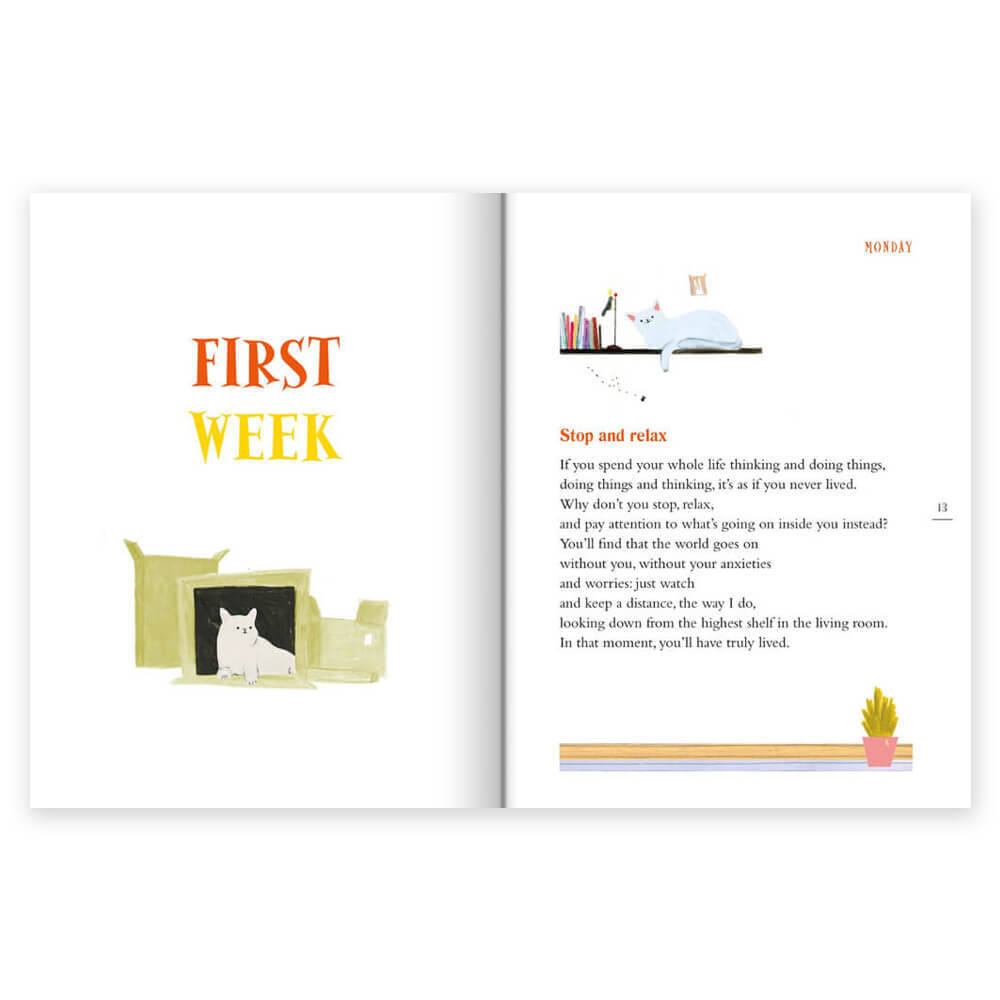 FIRST
WEEK
MONDAY
Stop and relax
If you spend your whole life thinking and doing things,
doing things and thinking, it's as if you never lived.
Why don't you stop, relax,
and pay attention to what's going on inside you instead?
You'll find that the world goes on
without you, without your anxieties
and worries: just watch
and keep a distance, the way I do,
looking down from the highest shelf in the living room.
In that moment, you'll have truly lived.
13